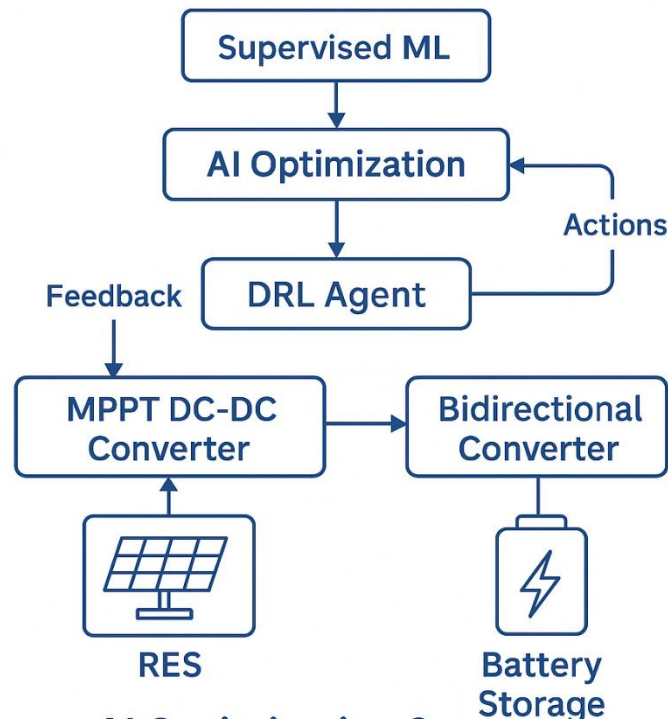 Supervised ML
AI Optimization
Actions
DRL Agent
Feedback
MPPT DC-DC
Converter
Bidirectional
Converter
RES
Battery
Storage